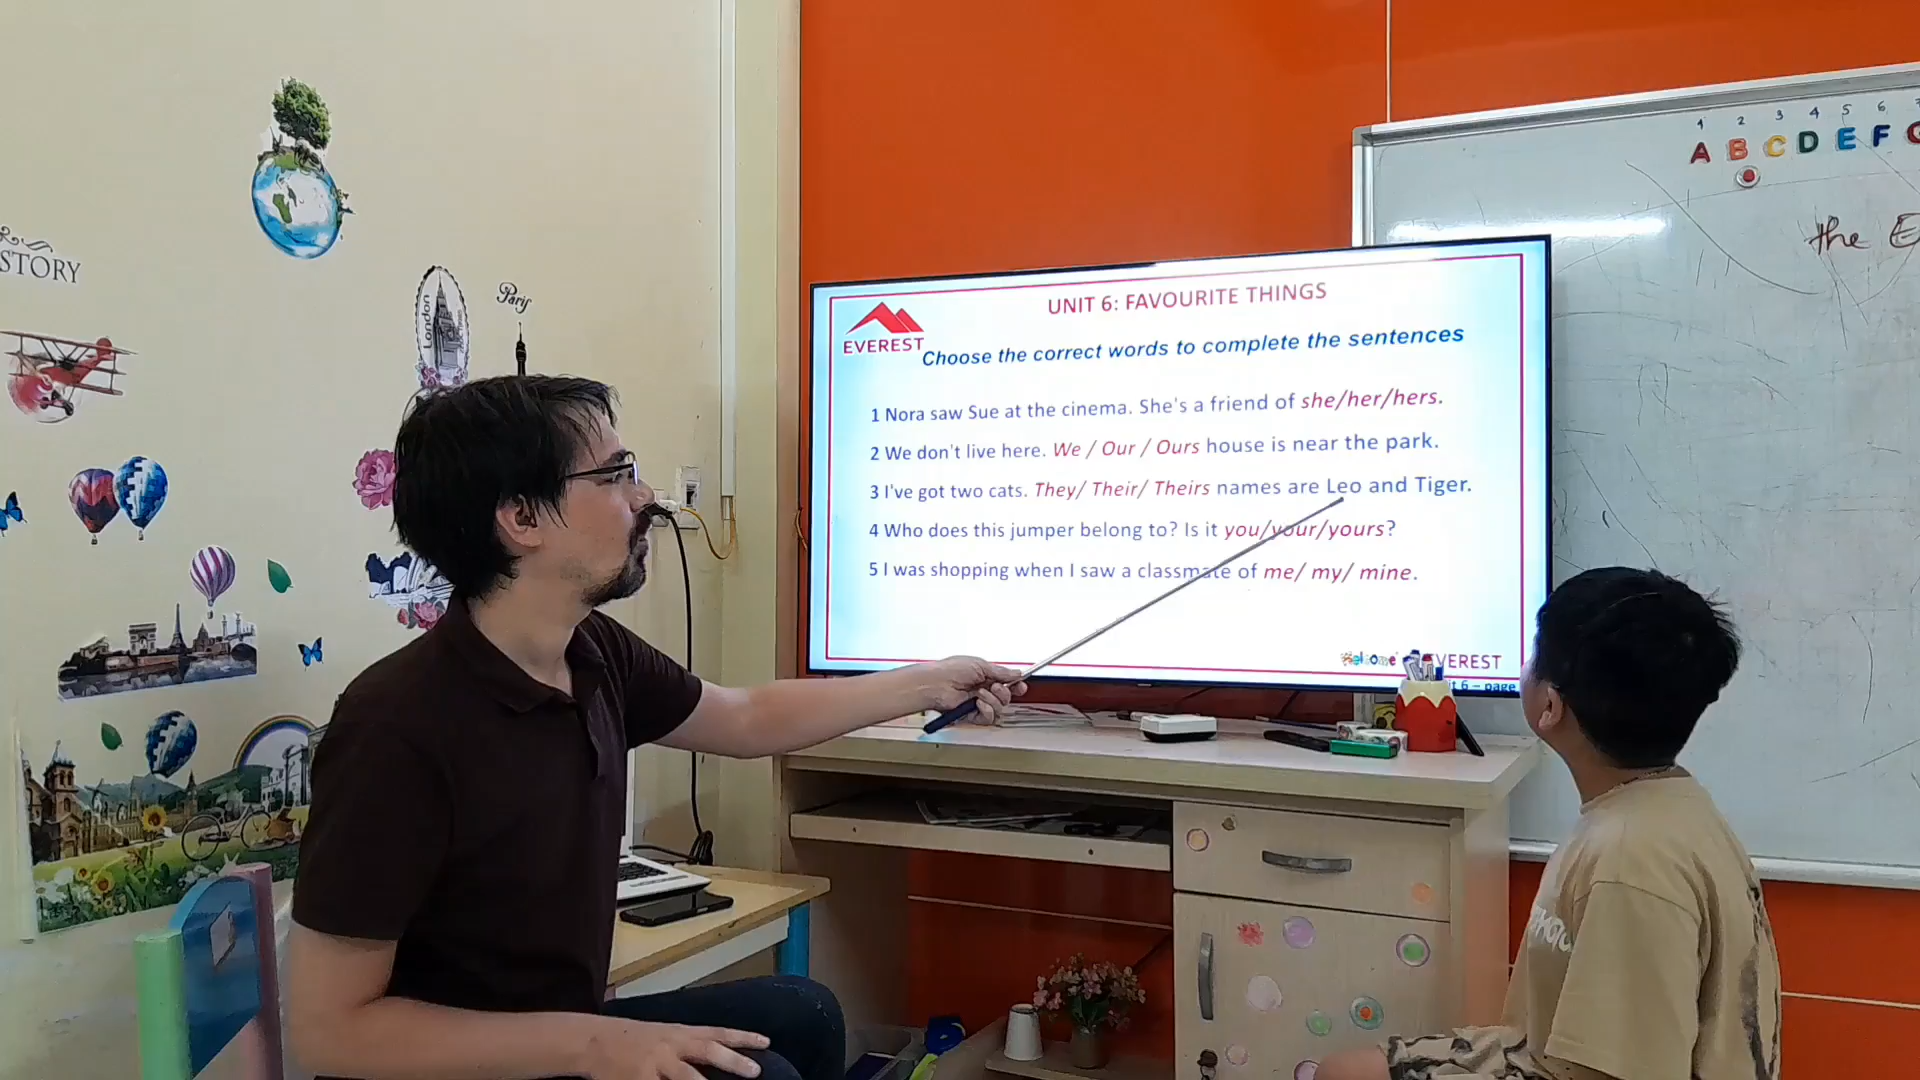 STORY
London
Paris
1 2 3 4 5 6
A B C D E F
the E
EVEREST
UNIT 6: FAVOURITE THINGS
Choose the correct words to complete the sentences
1 Nora saw Sue at the cinema. She's a friend of she/her/hers.
2 We don't live here. We / Our / Ours house is near the park.
3 I've got two cats. They/ Their/ Theirs names are Leo and Tiger.
4 Who does this jumper belong to? Is it you/your/yours?
5 I was shopping when I saw a classmate of me/ my/ mine.
Welcome EVEREST
it 6 – page